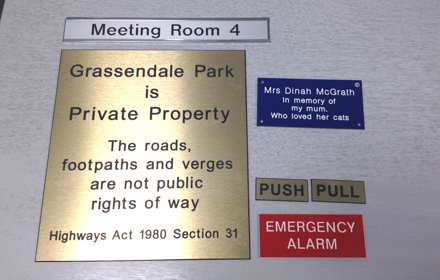 Meeting Room 4
Grassendale Park
is
Private Property
The roads,
footpaths and verges
are not public
rights of way
Highways Act 1980 Section 31
Mrs Dinah McGrath
In memory of
my mum.
Who loved her cats
PUSH
PULL
EMERGENCY
ALARM